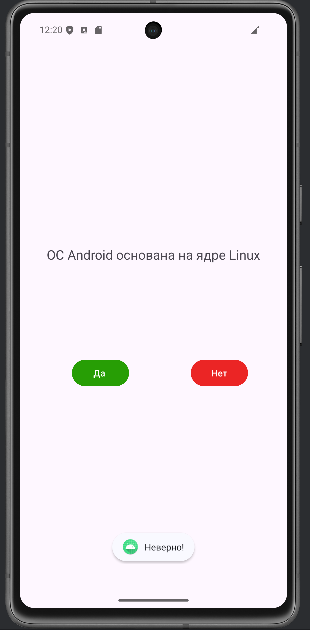 12:20
ОС Android основана на ядре Linux
Да
Нет
Неверно!